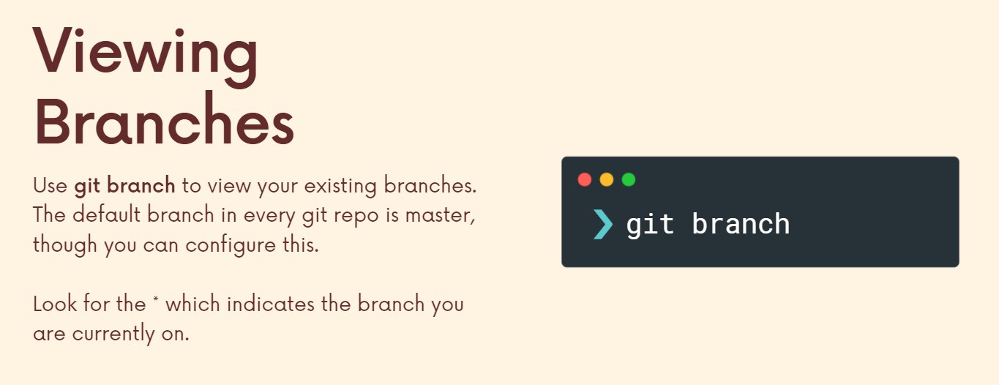 Viewing
Branches
Use git branch to view your existing branches.
The default branch in every git repo is master,
though you can configure this.
Look for the * which indicates the branch you
are currently on.
❯ git branch